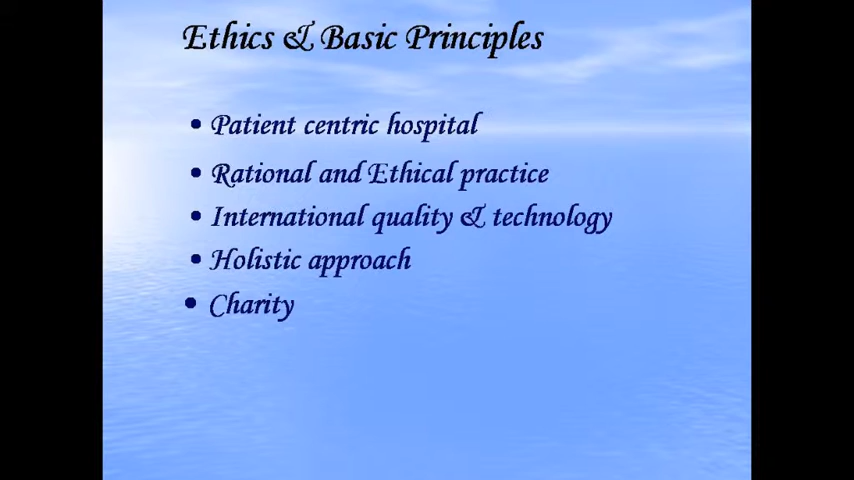 Ethics & Basic Principles
• Patient centric hospital
• Rational and Ethical practice
• International quality & technology
• Holistic approach
• Charity